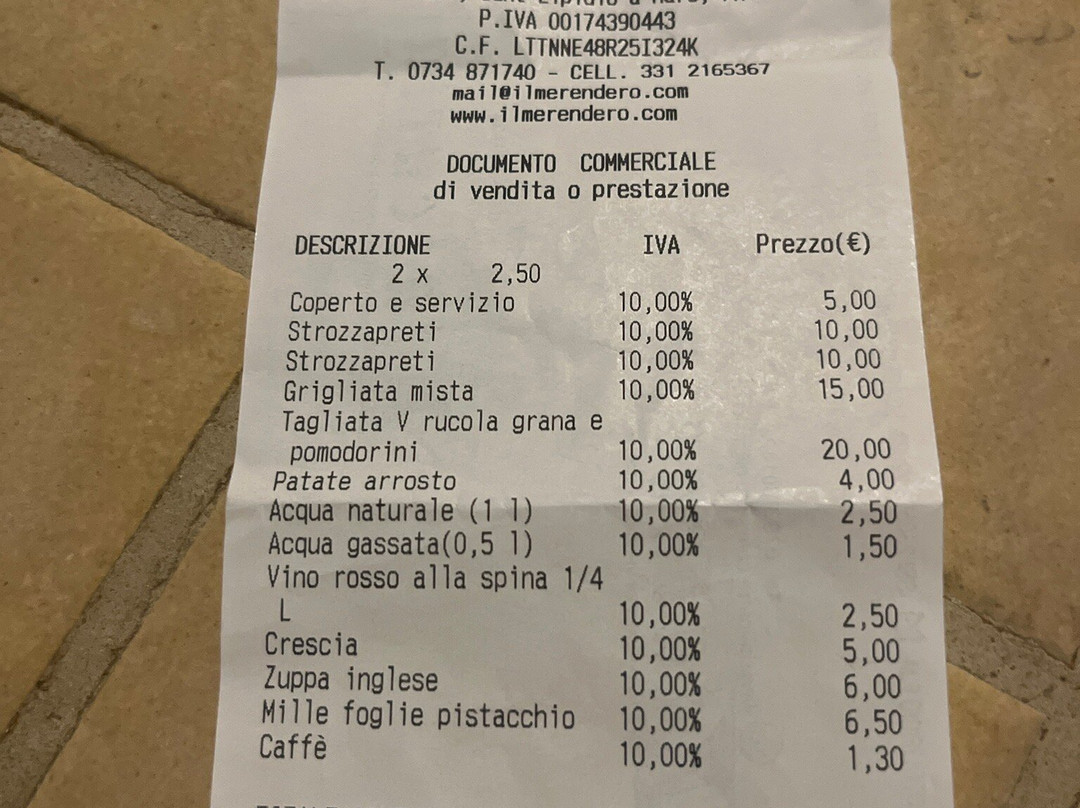 P.IVA 00174390443
C.F. LTTNNE48R25I324K
T. 0734 871740 - CELL. 331 2165367
mail@ilmerendero.com
www.ilmerendero.com
DOCUMENTO COMMERCIALE
di vendita o prestazione
DESCRIZIONE IVA Prezzo(€)
2 x 2,50
Coperto e servizio 10,00% 5,00
Strozzapreti 10,00% 10,00
Strozzapreti 10,00% 10,00
Grigliata mista 10,00% 15,00
Tagliata V rucola grana e
pomodorini 10,00% 20,00
Patate arrosto 10,00% 4,00
Acqua naturale (1 l) 10,00% 2,50
Acqua gassata(0,5 l) 10,00% 1,50
Vino rosso alla spina 1/4
L 10,00% 2,50
Crescia 10,00% 5,00
Zuppa inglese 10,00% 6,00
Mille foglie pistacchio 10,00% 6,50
Caffè 10,00% 1,30